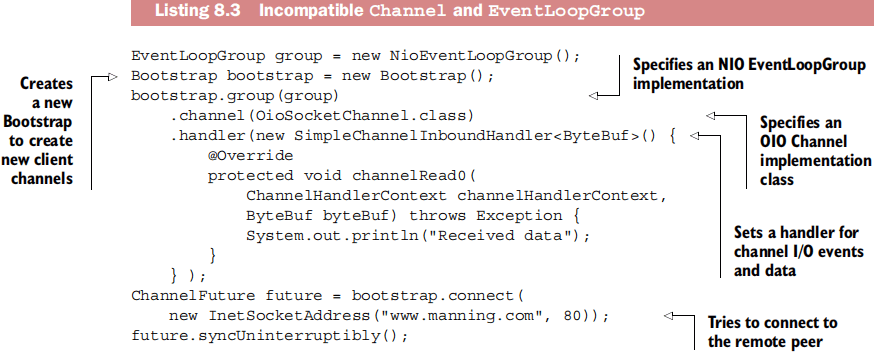 Listing 8.3 Incompatible Channel and EventLoopGroup
EventLoopGroup group = new NioEventLoopGroup();
Bootstrap bootstrap = new Bootstrap();
bootstrap.group(group)
.channel(OioSocketChannel.class)
.handler(new SimpleChannelInboundHandler<ByteBuf>() {
@Override
protected void channelRead0(
ChannelHandlerContext channelHandlerContext,
ByteBuf byteBuf) throws Exception {
System.out.println("Received data");
}
} );
ChannelFuture future = bootstrap.connect(
new InetSocketAddress("www.manning.com", 80));
future.syncUninterruptibly();
Creates
a new
Bootstrap
to create
new client
channels
Specifies an NIO EventLoopGroup
implementation
Specifies an
OIO Channel
implementation
class
Sets a handler for
channel I/O events
and data
Tries to connect to
the remote peer